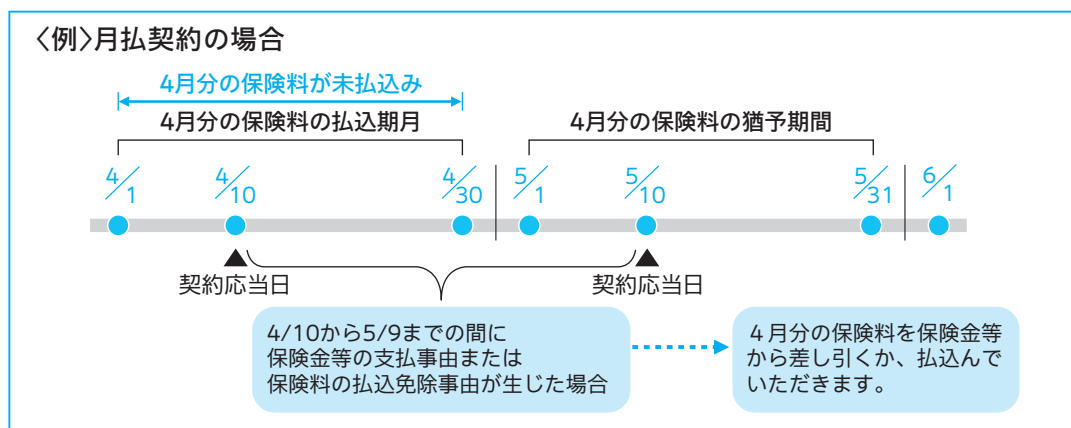 〈例〉月払契約の場合
4月分の保険料が未払込み
4月分の保険料の払込期月
4月分の保険料の猶予期間
4/1
4/10
4/30
5/1
5/10
5/31
6/1
契約応当日
契約応当日
4/10から5/9までの間に
保険金等の支払事由または
保険料の払込免除事由が生じた場合
4月分の保険料を保険金等
から差し引くか、払込んで
いただきます。